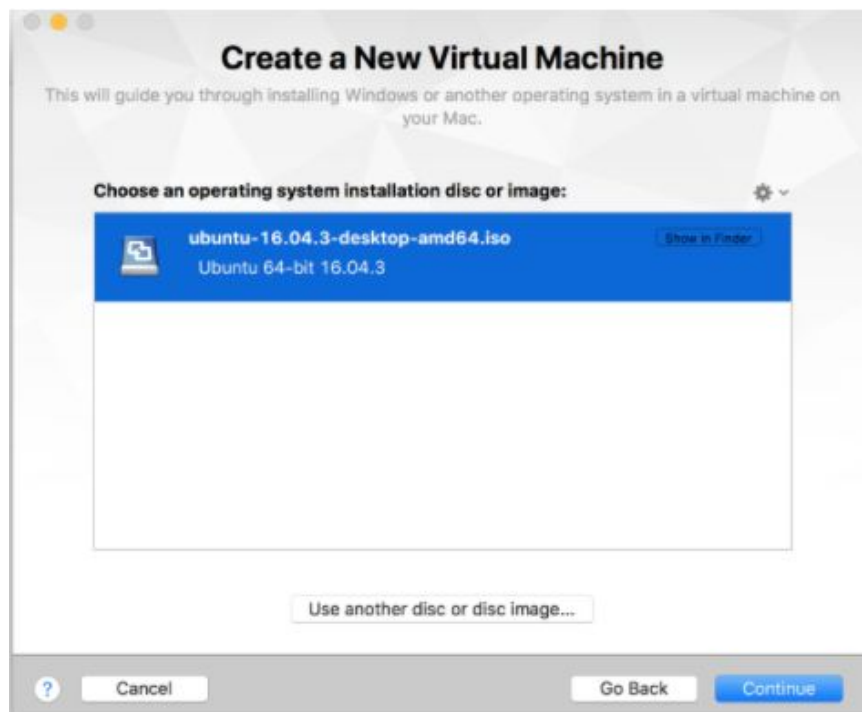 Create a New Virtual Machine
This will guide you through installing Windows or another operating system in a virtual machine on
your Mac.
Choose an operating system installation disc or image:
ubuntu-16.04.3-desktop-amd64.iso
Show in Finder
Ubuntu 64-bit 16.04.3
Use another disc or disc image...
?
Cancel
Go Back
Continue